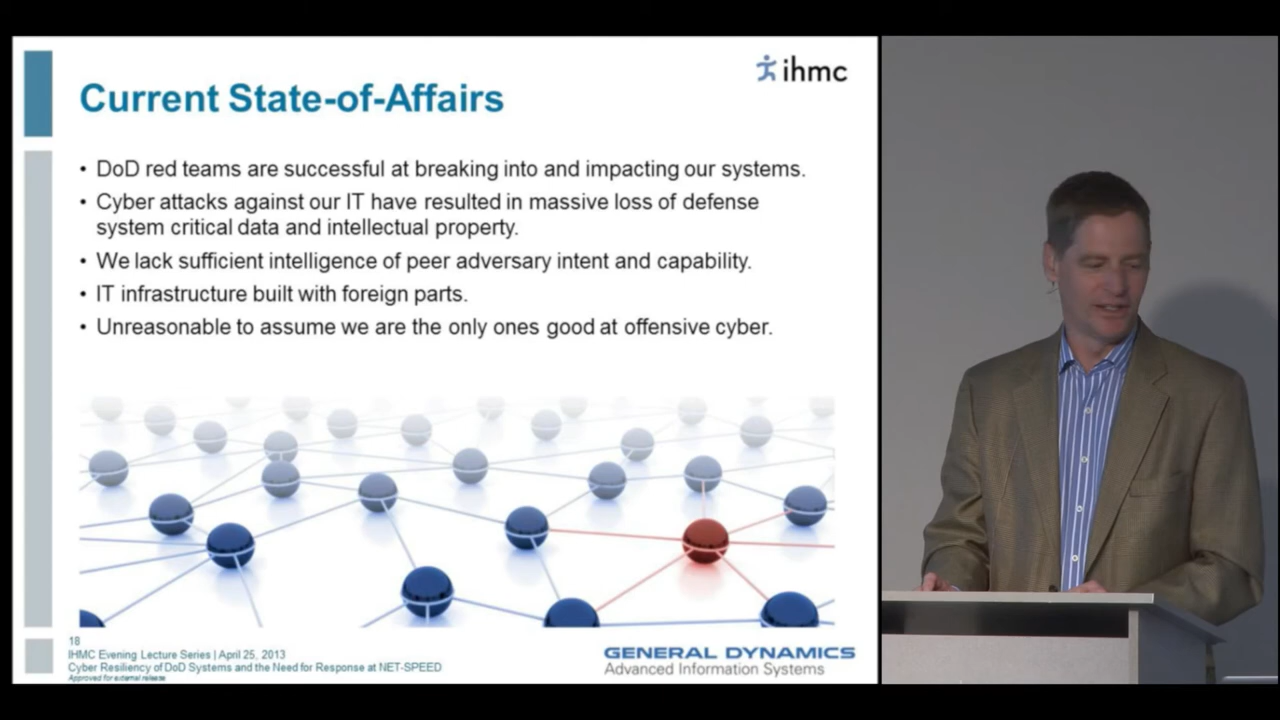 ihmc
Current State-of-Affairs
• DoD red teams are successful at breaking into and impacting our systems.
• Cyber attacks against our IT have resulted in massive loss of defense
system critical data and intellectual property.
• We lack sufficient intelligence of peer adversary intent and capability.
• IT infrastructure built with foreign parts.
• Unreasonable to assume we are the only ones good at offensive cyber.
18
IHMC Evening Lecture Series | April 25, 2013
Cyber Resiliency of DoD Systems and the Need for Response at NET-SPEED
Approved for external release
GENERAL DYNAMICS
Advanced Information Systems